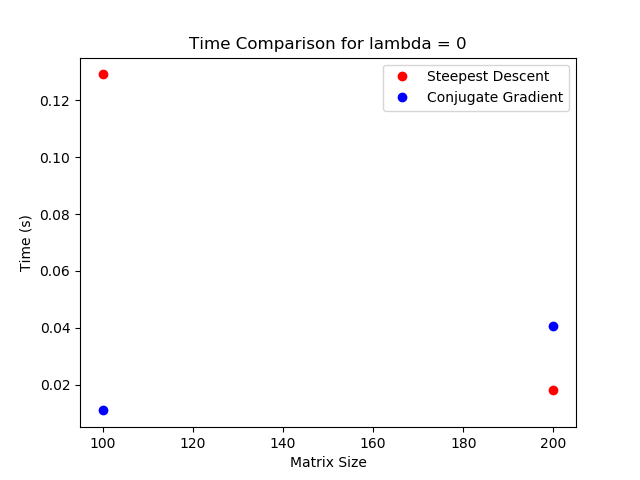 Time Comparison for lambda = 0
Steepest Descent
Conjugate Gradient
0.12
0.10
0.08
0.06
0.04
0.02
Time (s)
100 120 140 160 180 200
Matrix Size